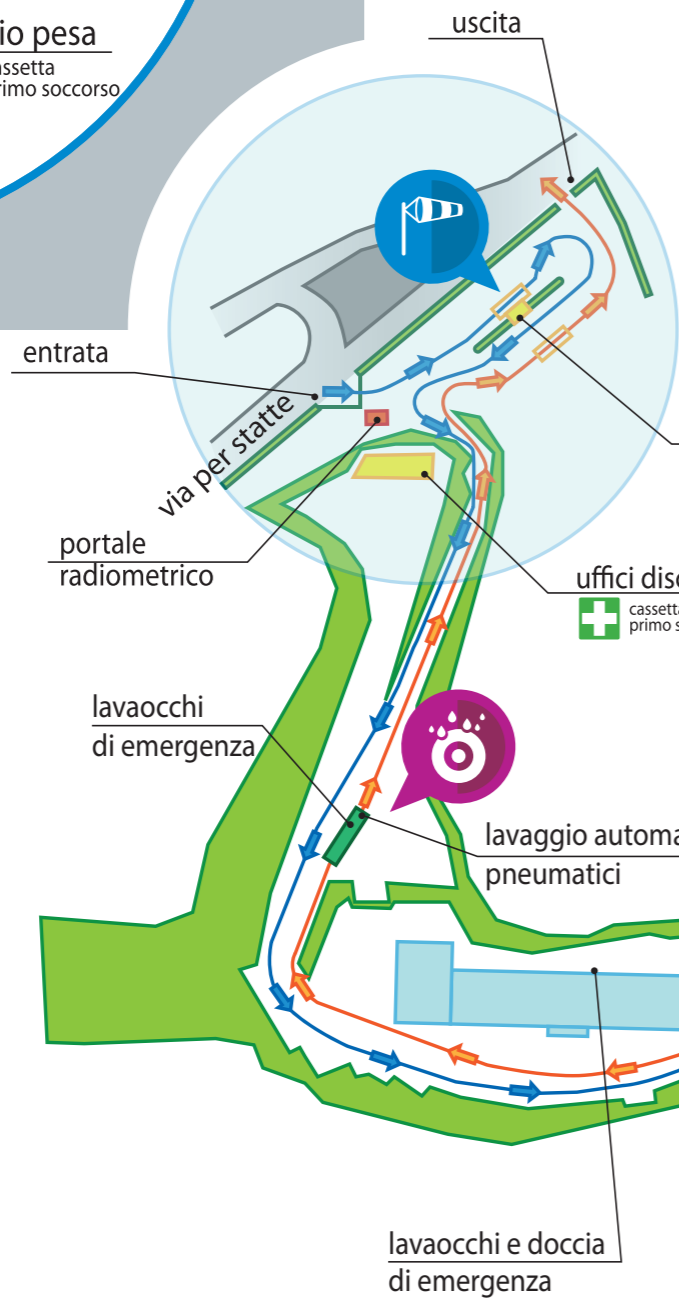 io pesa
assetta
rimo soccorso
uscita
entrata
via per statte
portale
radiometrico
uffici disc
cassetta
primo s
lavaocchi
di emergenza
lavaggio automa
pneumatici
lavaocchi e doccia
di emergenza